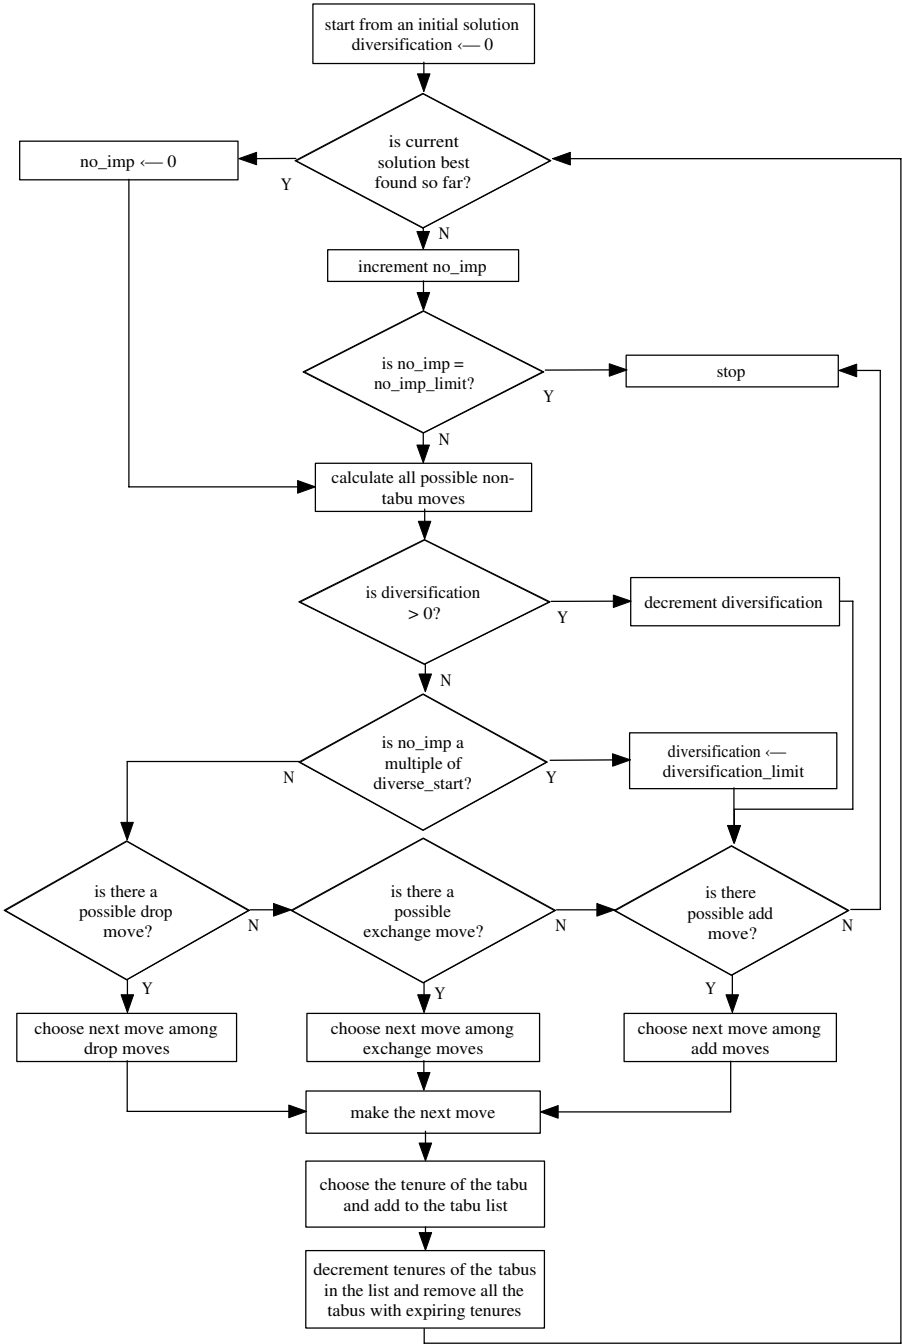 start from an initial solution
diversification ← 0
is current
solution best
found so far?
no_imp ← 0
Y
N
increment no_imp
is no_imp =
no_imp_limit?
stop
Y
N
calculate all possible non-
tabu moves
is diversification
> 0?
decrement diversification
Y
N
is no_imp a
multiple of
diverse_start?
diversification ←
diversification_limit
N
Y
is there a
possible drop
move?
is there a
possible
exchange move?
is there
possible add
move?
N
N
N
Y
Y
Y
choose next move among
drop moves
choose next move among
exchange moves
choose next move among
add moves
make the next move
choose the tenure of the tabu
and add to the tabu list
decrement tenures of the tabus
in the list and remove all the
tabus with expiring tenures